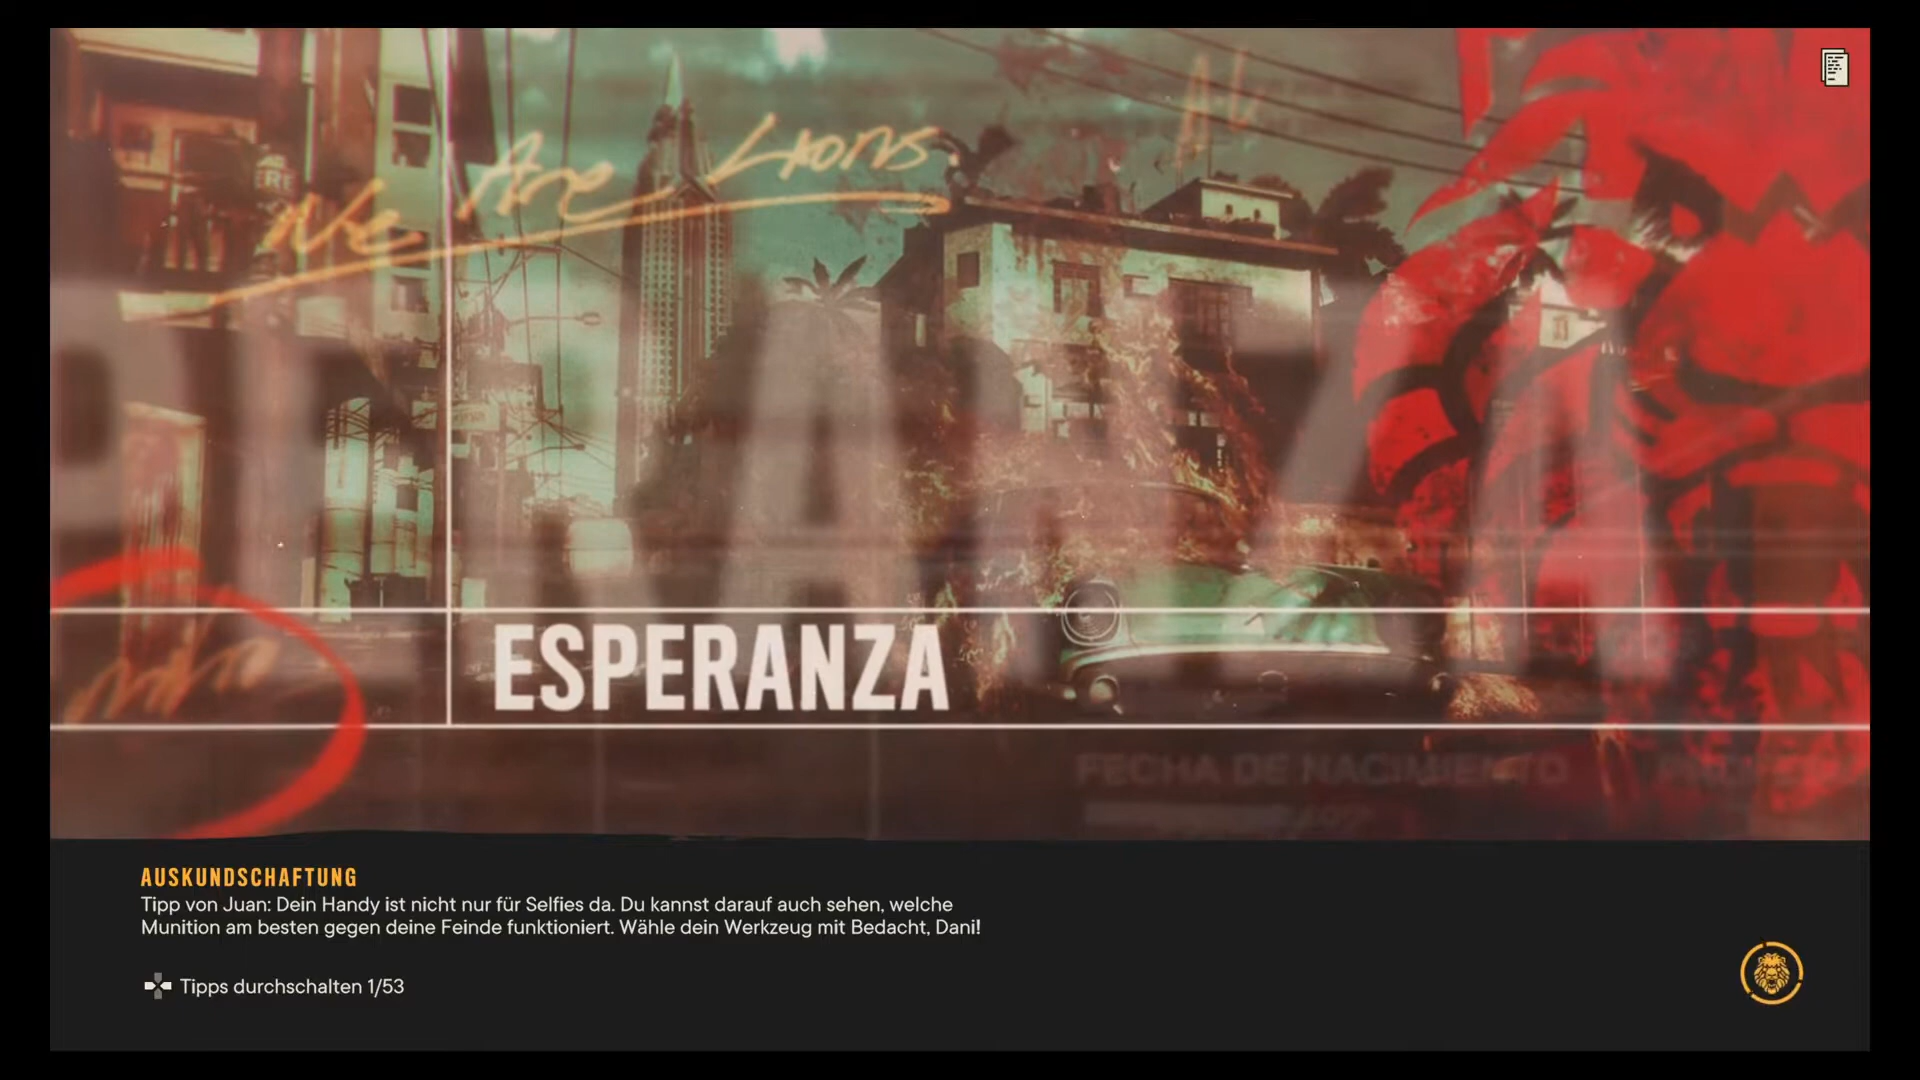 We Are Lions.
ESPERANZA
FECHA DE NACIMIENTO
AUSKUNDSCHAFTUNG
Tipp von Juan: Dein Handy ist nicht nur für Selfies da. Du kannst darauf auch sehen, welche
Munition am besten gegen deine Feinde funktioniert. Wähle dein Werkzeug mit Bedacht, Dani!
Tipps durchschalten 1/53